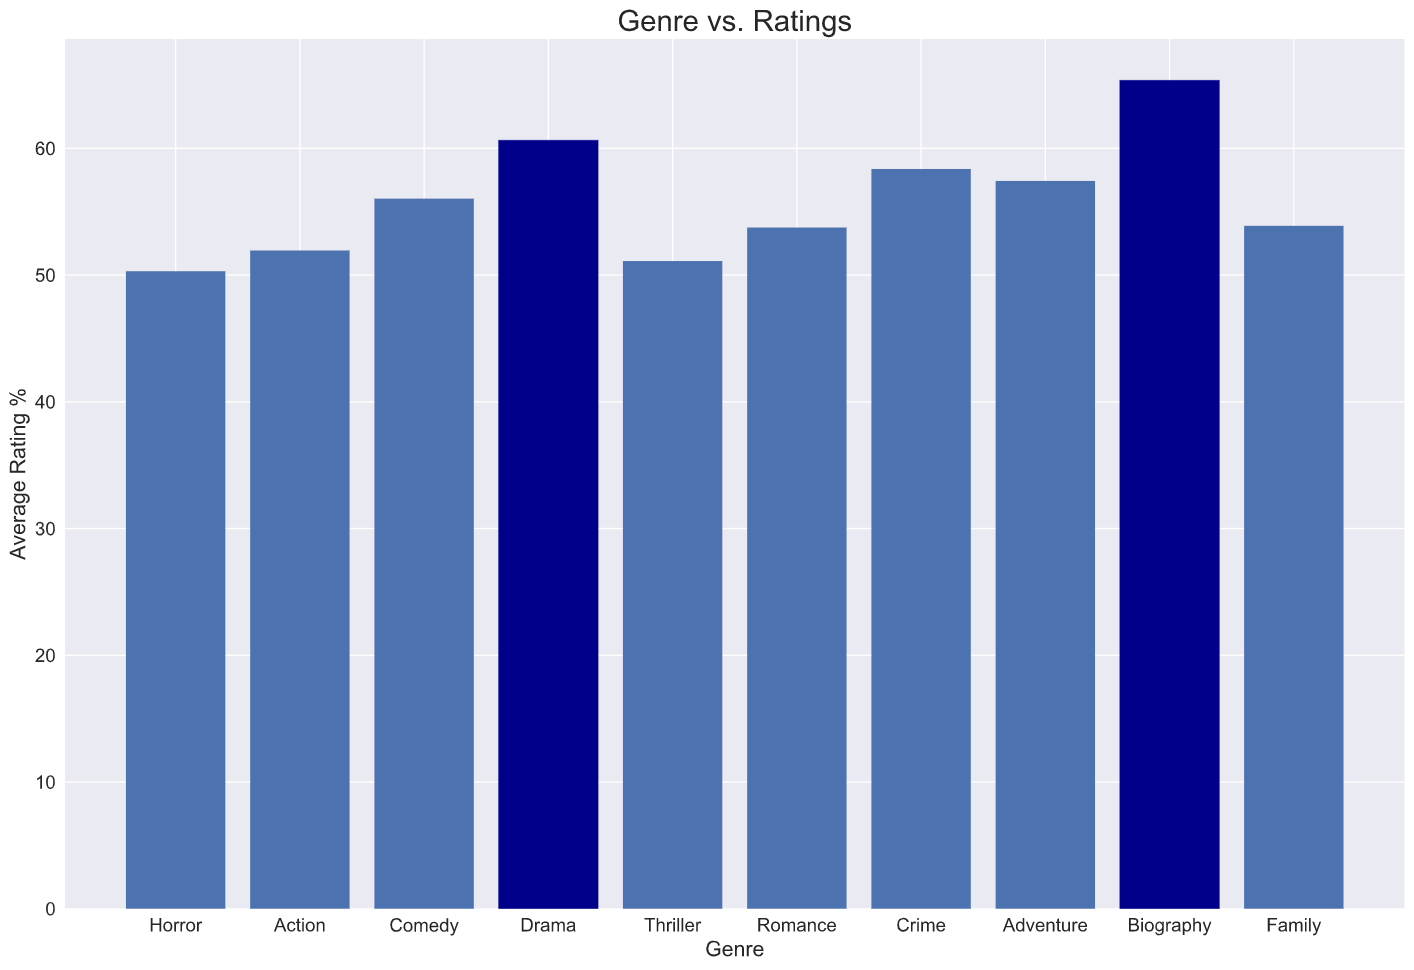 Genre vs. Ratings
60
50
40
30
20
10
0
Average Rating %
Horror Action Comedy Drama Thriller Romance Crime Adventure Biography Family
Genre